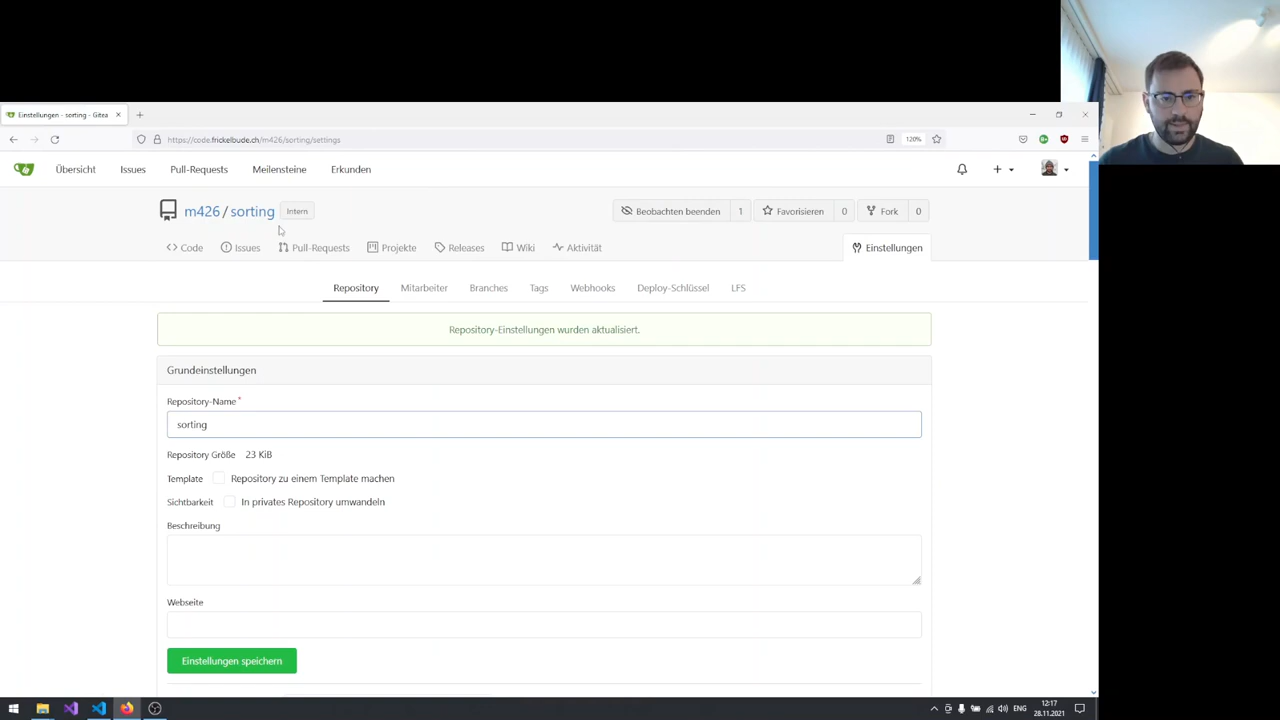 Einstellungen - sorting - Gitea
https://code.frickelbude.ch/m426/sorting/settings
120%
Übersicht
Issues
Pull-Requests
Meilensteine
Erkunden
m426 / sorting
Intern
Beobachten beenden
1
Favorisieren
0
Fork
0
Code
Issues
Pull-Requests
Projekte
Releases
Wiki
Aktivität
Einstellungen
Repository
Mitarbeiter
Branches
Tags
Webhooks
Deploy-Schlüssel
LFS
Repository-Einstellungen wurden aktualisiert.
Grundeinstellungen
Repository-Name*
sorting
Repository Größe 23 KiB
Template Repository zu einem Template machen
Sichtbarkeit In privates Repository umwandeln
Beschreibung
Webseite
Einstellungen speichern
ENG
12:17
28.11.2021